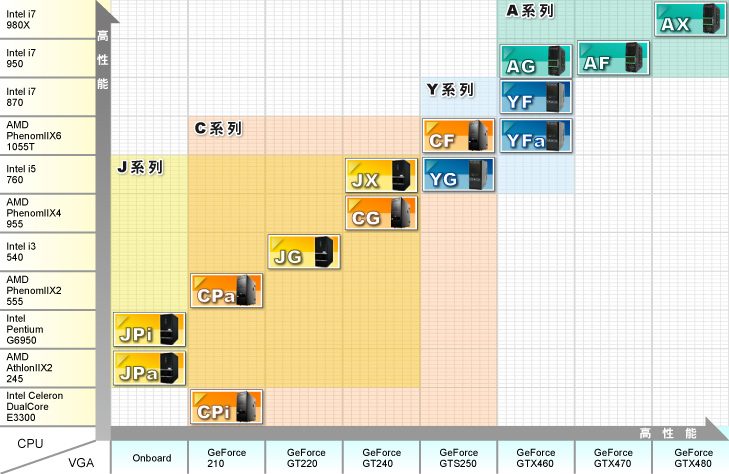 Intel i7
980X
高
性
能
A系列
AX
Intel i7
950
AG
AF
Intel i7
870
Y系列
YF
AMD
PhenomIIX6
1055T
C系列
CF
YFa
Intel i5
760
J系列
JX
YG
AMD
PhenomIIX4
955
CG
Intel i3
540
JG
AMD
PhenomIIX2
555
CPa
Intel
Pentium
G6950
JPi
AMD
AthlonIIX2
245
JPa
Intel Celeron
DualCore
E3300
CPi
高 性 能
CPU
VGA
Onboard
GeForce
210
GeForce
GT220
GeForce
GT240
GeForce
GTS250
GeForce
GTX460
GeForce
GTX470
GeForce
GTX480